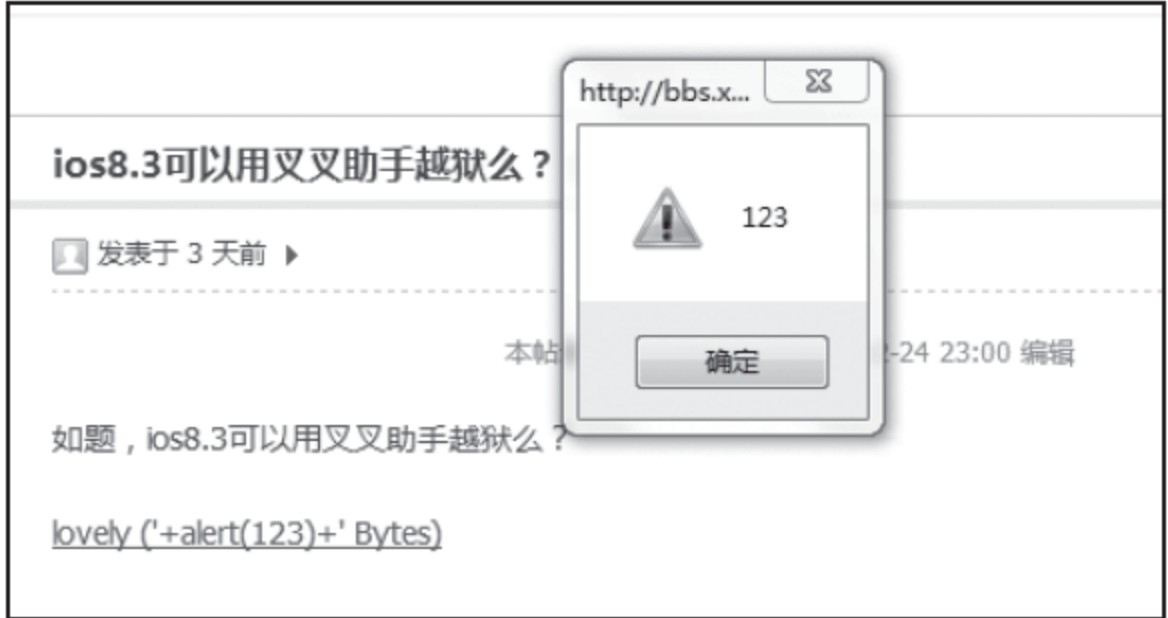 http://bbs.x...
123
确定
ios8.3可以用叉叉助手越狱么？
发表于 3 天前
本帖
-24 23:00 编辑
如题，ios8.3可以用叉叉助手越狱么？
lovely ('+alert(123)+' Bytes)